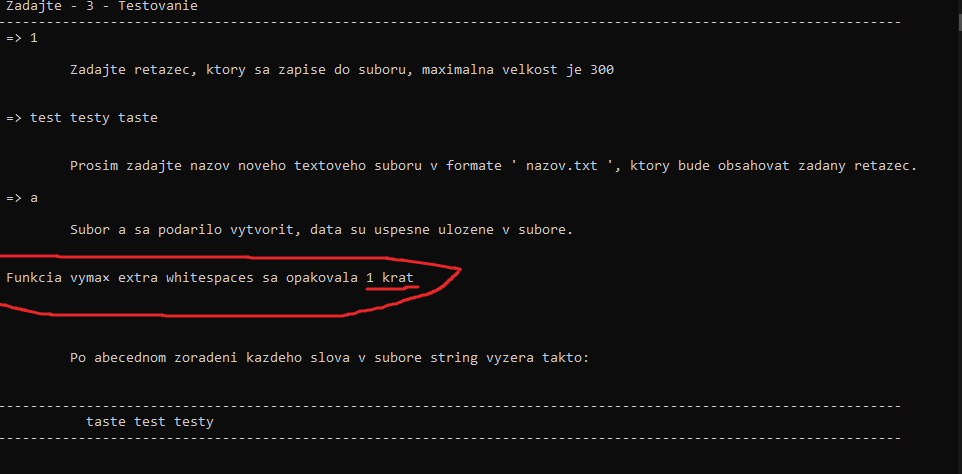 Zadajte - 3 - Testovanie
--------------------------------------------------------------------------------------------------------------
=> 1
Zadajte retazec, ktory sa zapise do suboru, maximalna velkost je 300
=> test testy taste
Prosim zadajte nazov noveho textoveho suboru v formate ' nazov.txt ', ktory bude obsahovat zadany retazec.
=> a
Subor a sa podarilo vytvorit, data su uspesne ulozene v subore.
Funkcia vymax extra whitespaces sa opakovala 1 krat
Po abecednom zoradeni kazdeho slova v subore string vyzera takto:
--------------------------------------------------------------------------------------------------------------
taste test testy
--------------------------------------------------------------------------------------------------------------